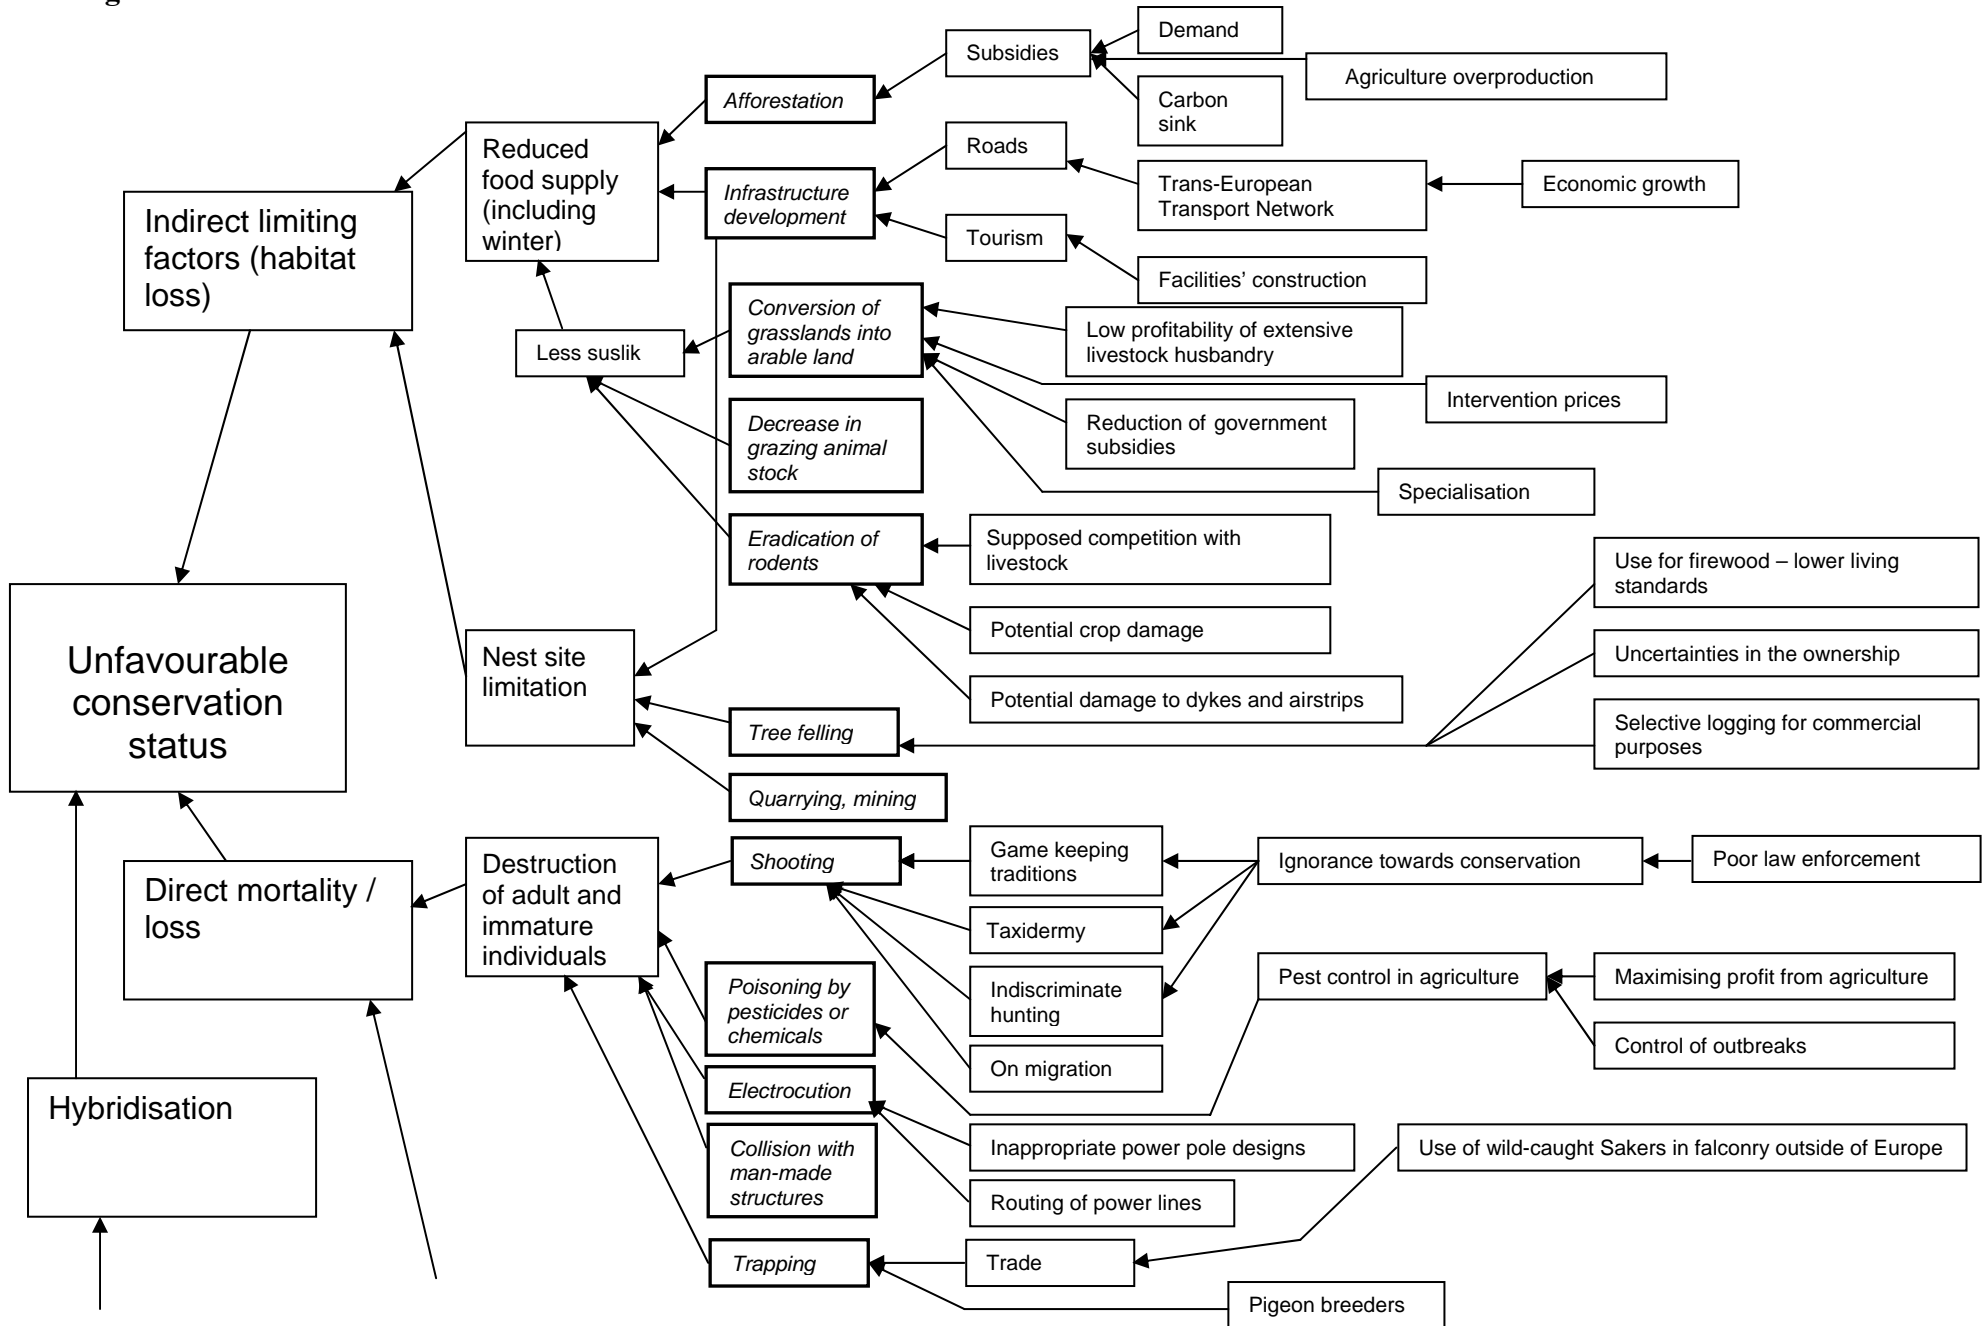 Demand
Subsidies
Agriculture overproduction
Afforestation
Carbon
sink
Reduced
food supply
(including
winter)
Roads
Infrastructure
development
Trans-European
Transport Network
Economic growth
Indirect limiting
factors (habitat
loss)
Tourism
Facilities’ construction
Conversion of
grasslands into
arable land
Low profitability of extensive
livestock husbandry
Less suslik
Intervention prices
Decrease in
grazing animal
stock
Reduction of government
subsidies
Specialisation
Eradication of
rodents
Supposed competition with
livestock
Use for firewood – lower living
standards
Potential crop damage
Unfavourable
conservation
status
Nest site
limitation
Uncertainties in the ownership
Potential damage to dykes and airstrips
Tree felling
Selective logging for commercial
purposes
Quarrying, mining
Destruction
of adult and
immature
individuals
Shooting
Game keeping
traditions
Ignorance towards conservation
Poor law enforcement
Direct mortality /
loss
Taxidermy
Poisoning by
pesticides or
chemicals
Indiscriminate
hunting
Pest control in agriculture
Maximising profit from agriculture
Control of outbreaks
On migration
Electrocution
Hybridisation
Collision with
man-made
structures
Inappropriate power pole designs
Use of wild-caught Sakers in falconry outside of Europe
Routing of power lines
Trapping
Trade
Pigeon breeders